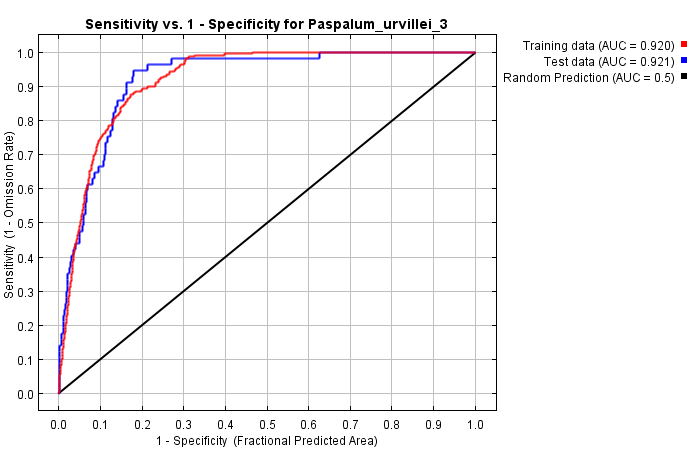 Sensitivity vs. 1 - Specificity for Paspalum_urvillei_3
Training data (AUC = 0.920)
Test data (AUC = 0.921)
Random Prediction (AUC = 0.5)
Sensitivity (1 - Omission Rate)
1.0
0.9
0.8
0.7
0.6
0.5
0.4
0.3
0.2
0.1
0.0
0.0 0.1 0.2 0.3 0.4 0.5 0.6 0.7 0.8 0.9 1.0
1 - Specificity (Fractional Predicted Area)